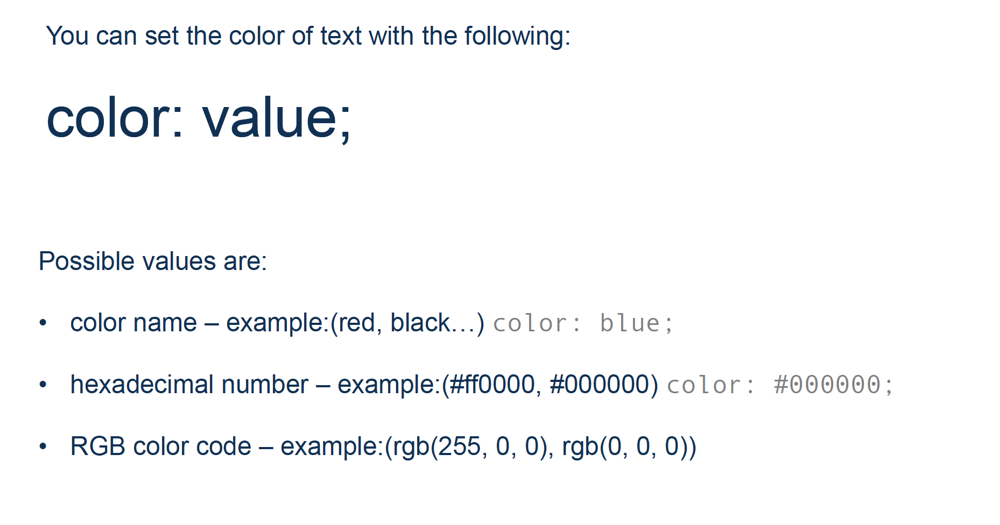 You can set the color of text with the following:
color: value;
Possible values are:
• color name – example:(red, black…) color: blue;
• hexadecimal number – example:(#ff0000, #000000) color: #000000;
• RGB color code – example:(rgb(255, 0, 0), rgb(0, 0, 0))